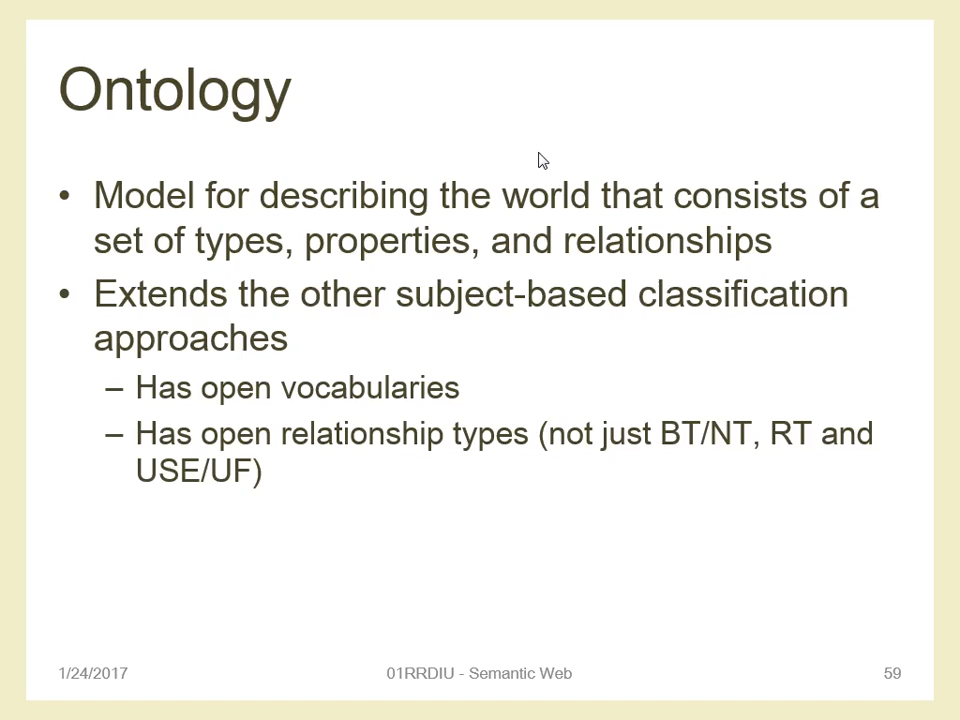 Ontology
• Model for describing the world that consists of a
set of types, properties, and relationships
• Extends the other subject-based classification
approaches
– Has open vocabularies
– Has open relationship types (not just BT/NT, RT and
USE/UF)
1/24/2017 01RRDIU - Semantic Web 59